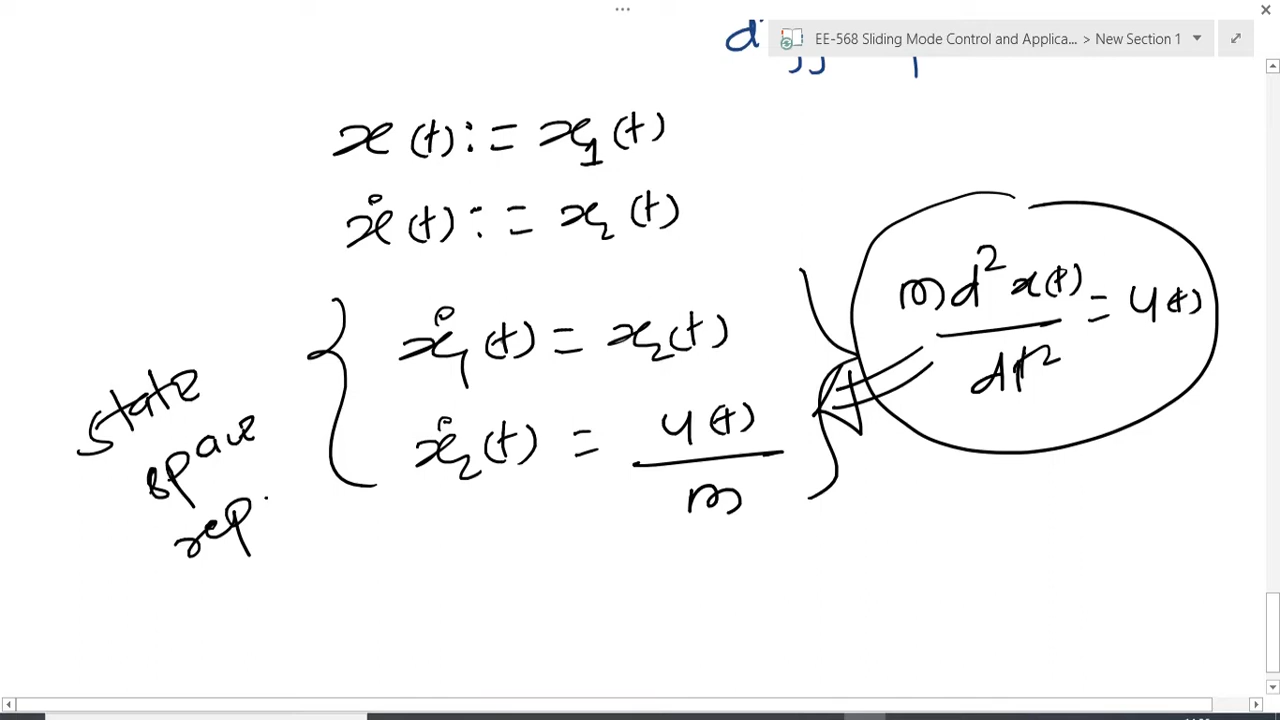 EE-568 Sliding Mode Control and Applica... > New Section 1
x(t) := x₁(t)
ẋ(t) := x₂(t)
ẋ₁(t) = x₂(t)
ẋ₂(t) = u(t)/m
m d² x(t)/dt² = u(t)
state
space
rep.